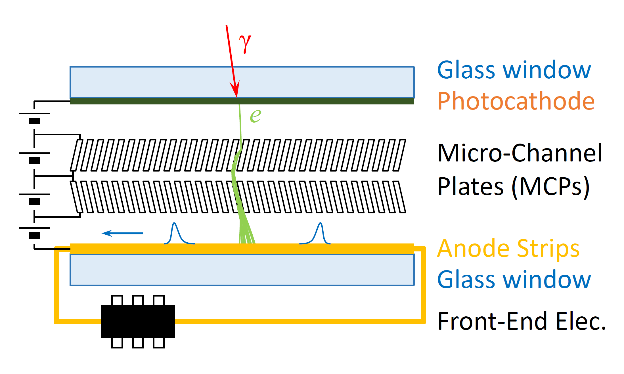 γ
Glass window
Photocathode
e
Micro-Channel
Plates (MCPs)
Anode Strips
Glass window
Front-End Elec.